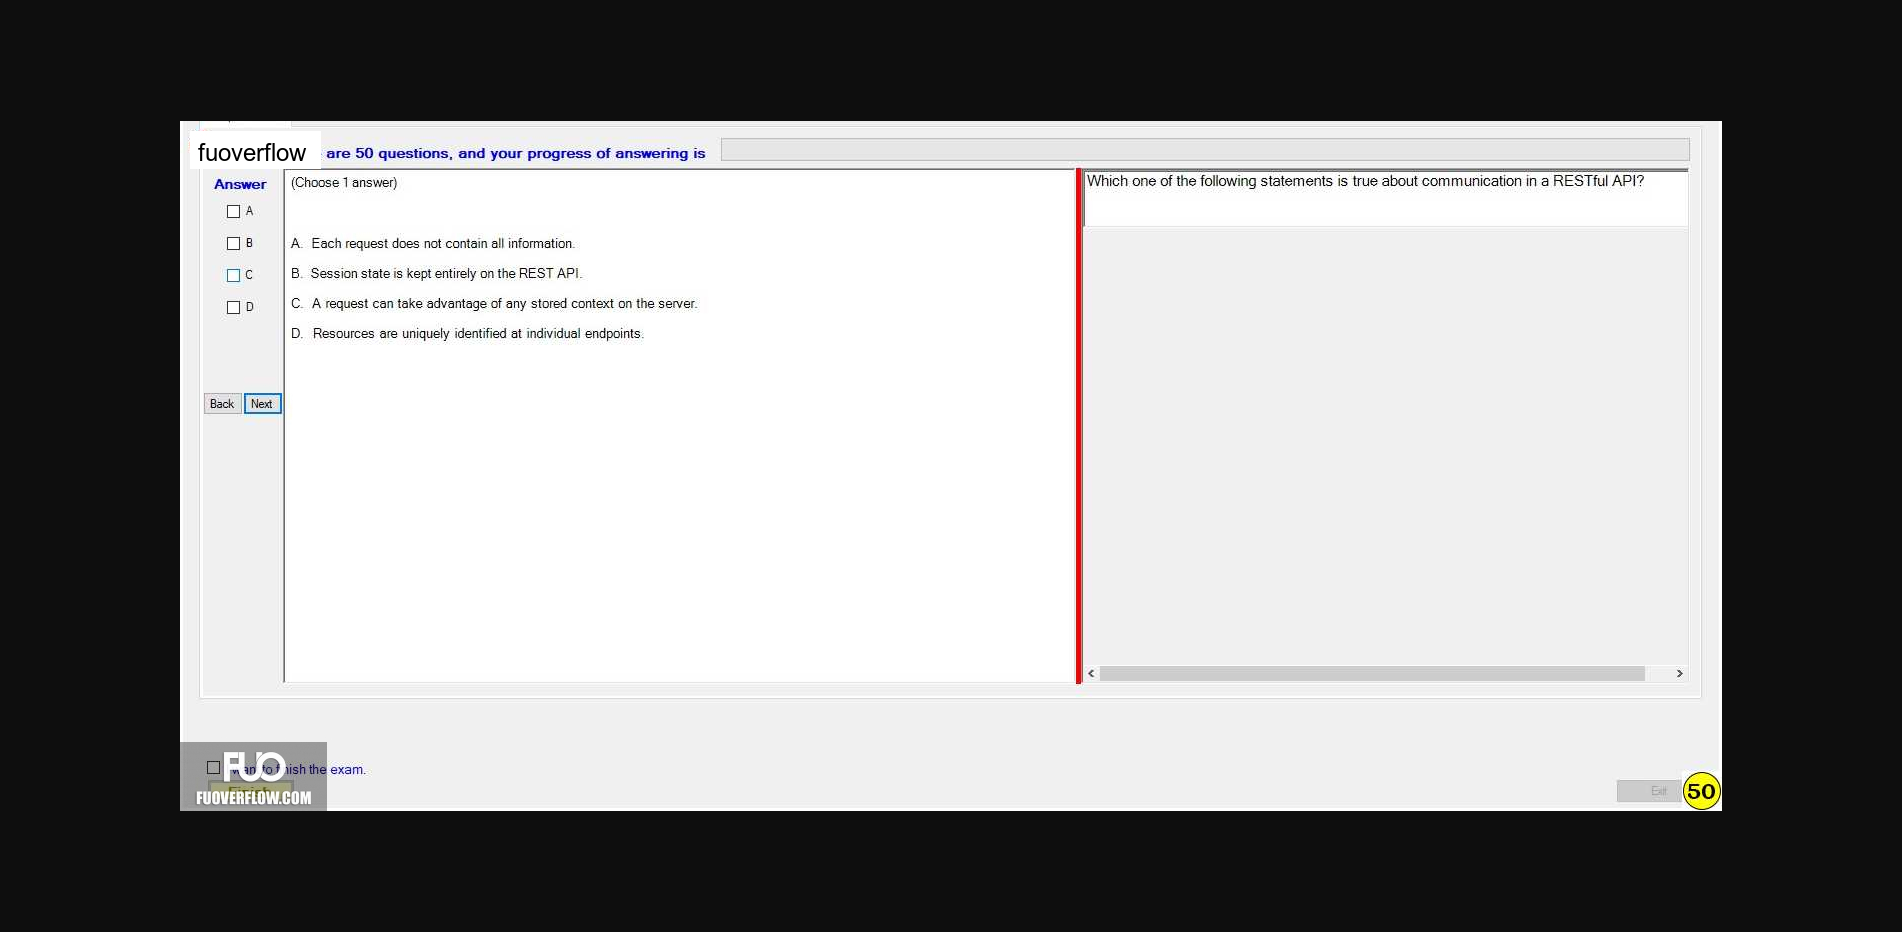 fuoverflow are 50 questions, and your progress of answering is
Answer
A
B
C
D
Back Next
(Choose 1 answer)
A. Each request does not contain all information.
B. Session state is kept entirely on the REST API.
C. A request can take advantage of any stored context on the server.
D. Resources are uniquely identified at individual endpoints.
Which one of the following statements is true about communication in a RESTful API?
FUO
want to finish the exam.
Finish
FUOVERFLOW.COM
Exit
50